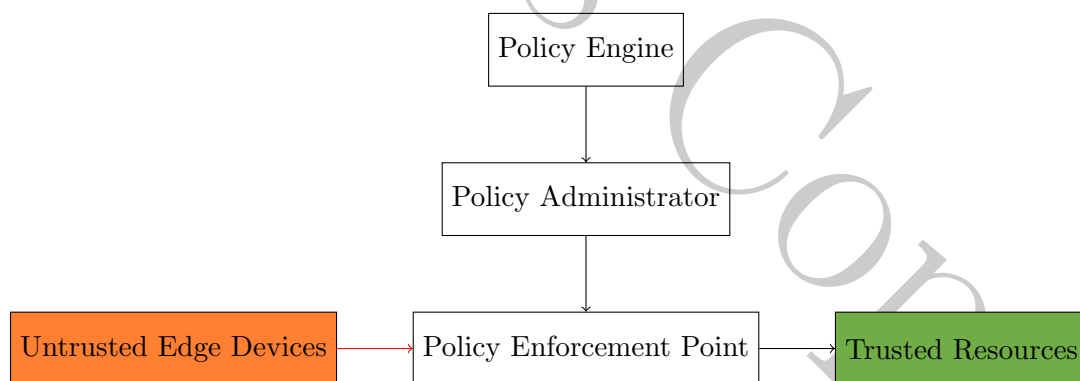 Policy Engine
Policy Administrator
Untrusted Edge Devices
Policy Enforcement Point
Trusted Resources